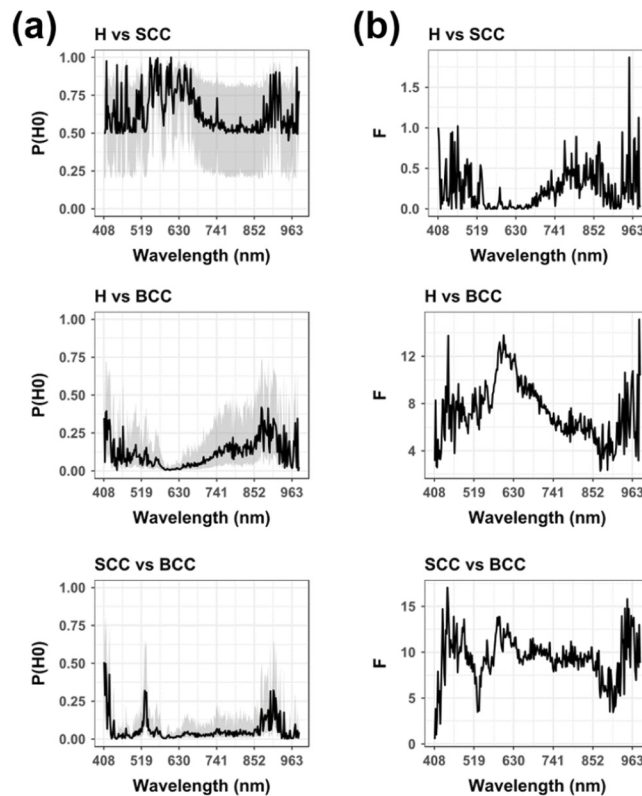 (a)
(b)
H vs SCC
P(H0)
1.00
0.75
0.50
0.25
0.00
408 519 630 741 852 963
Wavelength (nm)
H vs SCC
F
1.5
1.0
0.5
0.0
408 519 630 741 852 963
Wavelength (nm)
H vs BCC
P(H0)
1.00
0.75
0.50
0.25
0.00
408 519 630 741 852 963
Wavelength (nm)
H vs BCC
F
12
8
4
408 519 630 741 852 963
Wavelength (nm)
SCC vs BCC
P(H0)
1.00
0.75
0.50
0.25
0.00
408 519 630 741 852 963
Wavelength (nm)
SCC vs BCC
F
15
10
5
0
408 519 630 741 852 963
Wavelength (nm)